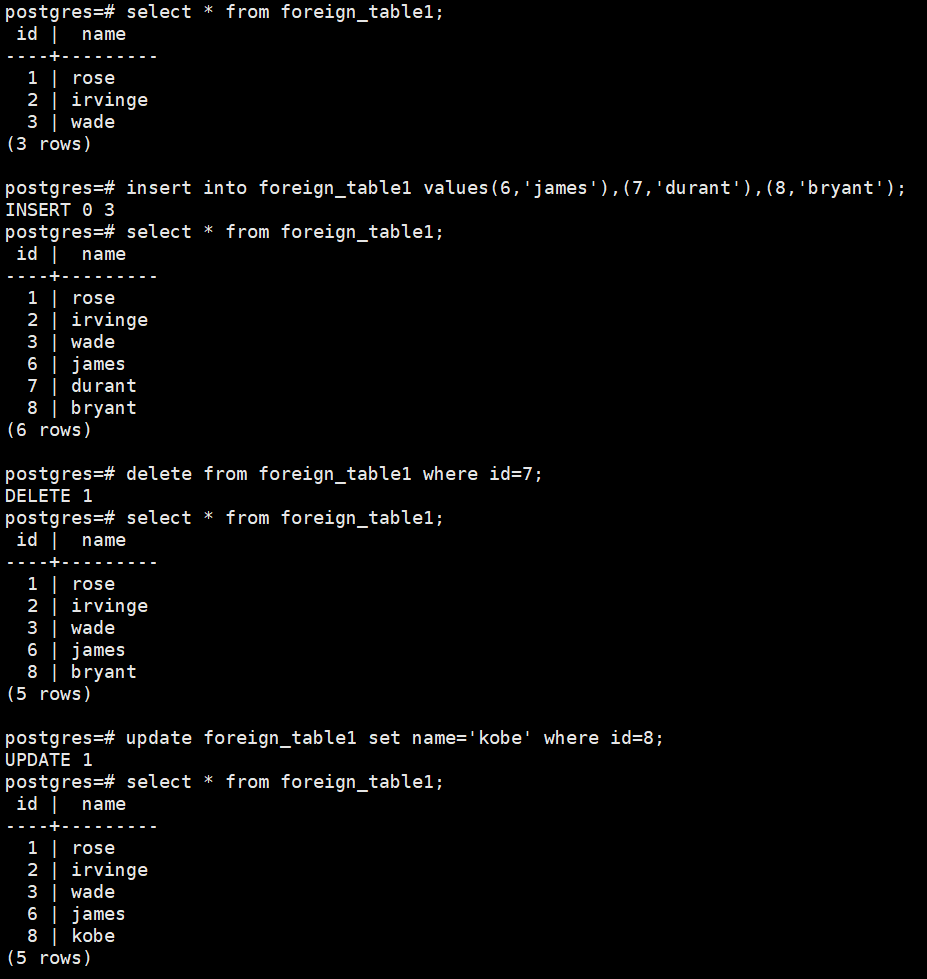 postgres=# select * from foreign_table1;
 id |  name
----+---------
  1 | rose
  2 | irvinge
  3 | wade
(3 rows)

postgres=# insert into foreign_table1 values(6,'james'),(7,'durant'),(8,'bryant');
INSERT 0 3
postgres=# select * from foreign_table1;
 id |  name
----+---------
  1 | rose
  2 | irvinge
  3 | wade
  6 | james
  7 | durant
  8 | bryant
(6 rows)

postgres=# delete from foreign_table1 where id=7;
DELETE 1
postgres=# select * from foreign_table1;
 id |  name
----+---------
  1 | rose
  2 | irvinge
  3 | wade
  6 | james
  8 | bryant
(5 rows)

postgres=# update foreign_table1 set name='kobe' where id=8;
UPDATE 1
postgres=# select * from foreign_table1;
 id |  name
----+---------
  1 | rose
  2 | irvinge
  3 | wade
  6 | james
  8 | kobe
(5 rows)